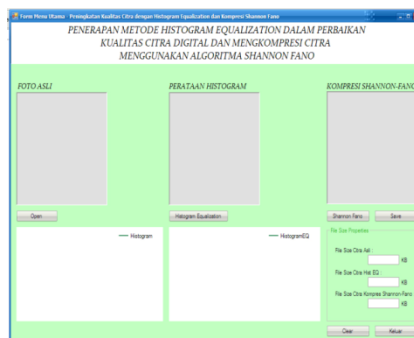 Form Menu Utama - Peningkatan Kualitas Citra dengan Histogram Equalization dan Kompresi Shannon Fano
PENERAPAN METODE HISTOGRAM EQUALIZATION DALAM PERBAIKAN
KUALITAS CITRA DIGITAL DAN MENGKOMPRESI CITRA
MENGGUNAKAN ALGORITMA SHANNON FANO
FOTO ASLI
PERATAAN HISTOGRAM
KOMPRESI SHANNON-FANO
Open
Histogram Equalization
Shannon Fano
Save
Histogram
HistogramEQ
File Size Properties
File Size Citra Asli :
KB
File Size Citra Hist EQ :
KB
File Size Citra Kompres Shannon-Fano
KB
Clear
Keluar